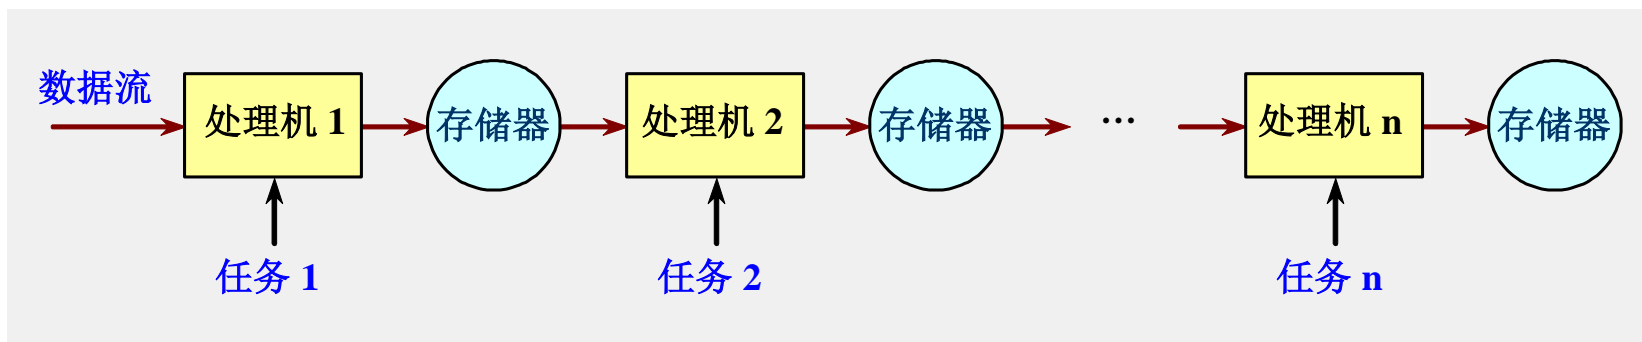 数据流
处理机 1
存储器
处理机 2
存储器
···
处理机 n
存储器
任务 1
任务 2
任务 n